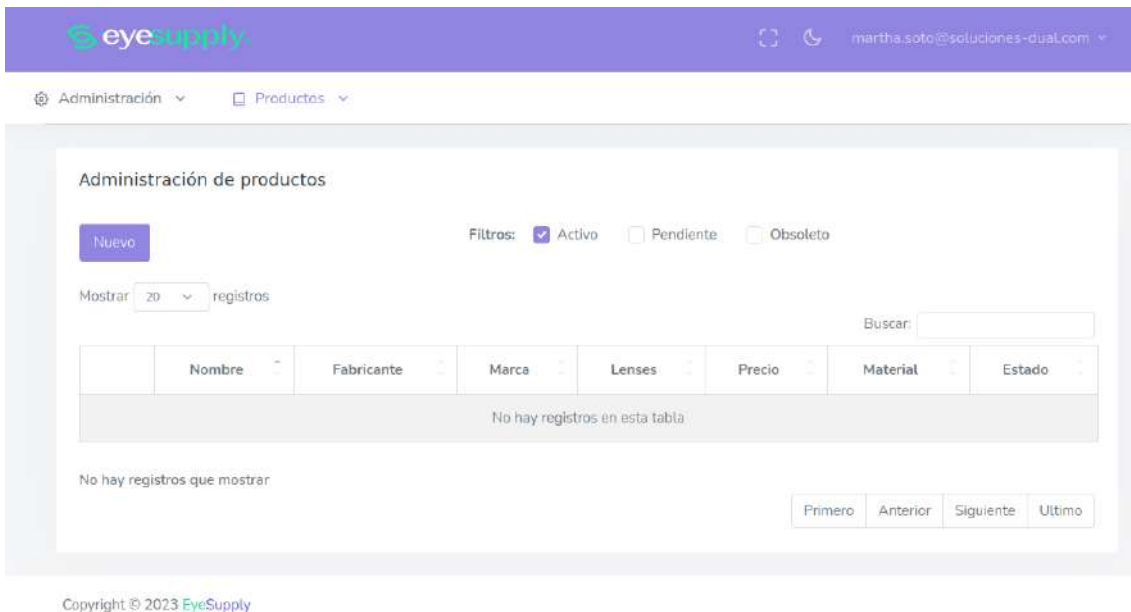 eyesupply.
martha.soto@soluciones-dual.com
Administración Productos
Administración de productos
Nuevo Filtros: Activo Pendiente Obsoleto
Mostrar 20 registros
Buscar:
Nombre Fabricante Marca Lenses Precio Material Estado
No hay registros en esta tabla
No hay registros que mostrar
Primero Anterior Siguiente Ultimo
Copyright © 2023 EyeSupply